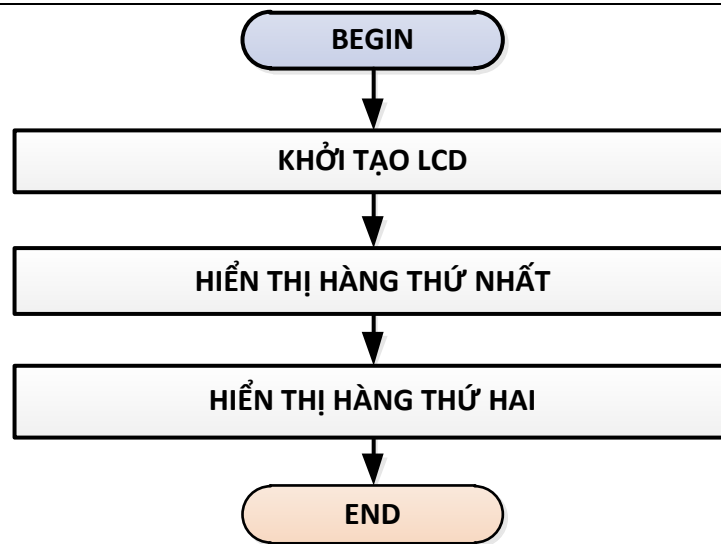 BEGIN
KHỞI TẠO LCD
HIỂN THỊ HÀNG THỨ NHẤT
HIỂN THỊ HÀNG THỨ HAI
END